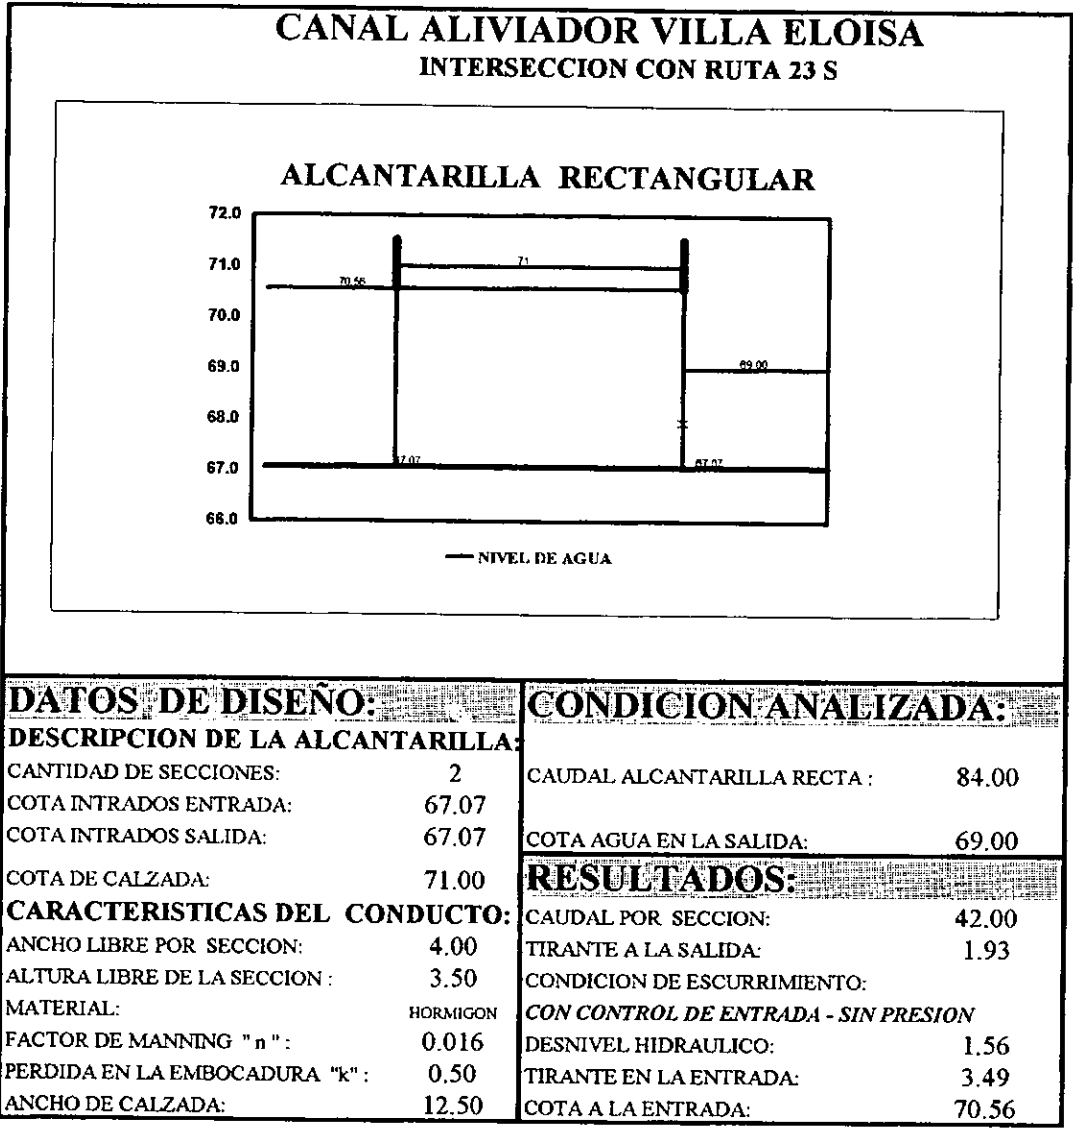 CANAL ALIVIADOR VILLA ELOISA
INTERSECCION CON RUTA 23 S
ALCANTARILLA RECTANGULAR
72.0
71.0
70.0
69.0
68.0
67.0
66.0
71
70.56
69.00
67.07
67.07
NIVEL DE AGUA
DATOS DE DISEÑO:
DESCRIPCION DE LA ALCANTARILLA:
CANTIDAD DE SECCIONES: 2
COTA INTRADOS ENTRADA: 67.07
COTA INTRADOS SALIDA: 67.07
COTA DE CALZADA: 71.00
CARACTERISTICAS DEL CONDUCTO:
ANCHO LIBRE POR SECCION: 4.00
ALTURA LIBRE DE LA SECCION : 3.50
MATERIAL: HORMIGON
FACTOR DE MANNING "n": 0.016
PERDIDA EN LA EMBOCADURA "k": 0.50
ANCHO DE CALZADA: 12.50
CONDICION ANALIZADA:
CAUDAL ALCANTARILLA RECTA : 84.00
COTA AGUA EN LA SALIDA: 69.00
RESULTADOS:
CAUDAL POR SECCION: 42.00
TIRANTE A LA SALIDA: 1.93
CONDICION DE ESCURRIMIENTO:
CON CONTROL DE ENTRADA - SIN PRESION
DESNIVEL HIDRAULICO: 1.56
TIRANTE EN LA ENTRADA: 3.49
COTA A LA ENTRADA: 70.56